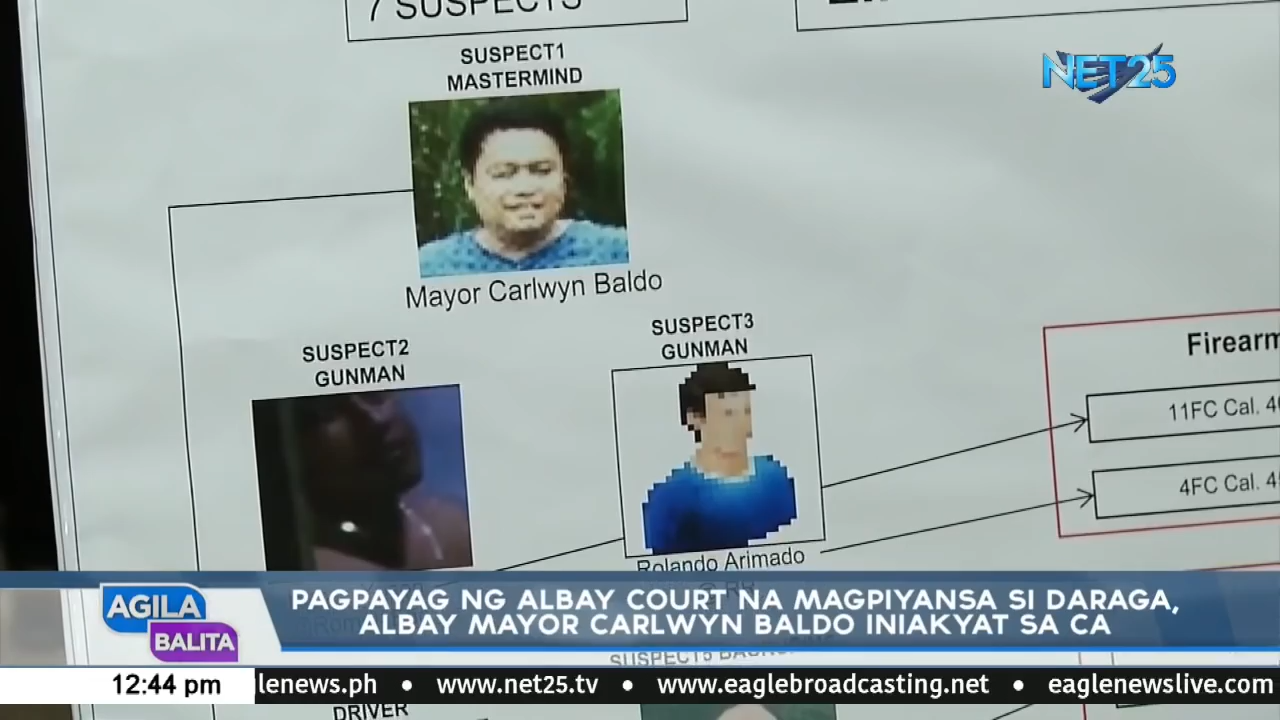 7 SUSPECTS
NET25
SUSPECT1
MASTERMIND
Mayor Carlwyn Baldo
SUSPECT2
GUNMAN
SUSPECT3
GUNMAN
Rolando Arimado
Firearm
11FC Cal.
4FC Cal.
AGILA
BALITA
PAGPAYAG NG ALBAY COURT NA MAGPIYANSA SI DARAGA,
ALBAY MAYOR CARLWYN BALDO INIAKYAT SA CA
SUSPECT5
12:44 pm
lenews.ph • www.net25.tv • www.eaglebroadcasting.net • eaglenewslive.com
DRIVER